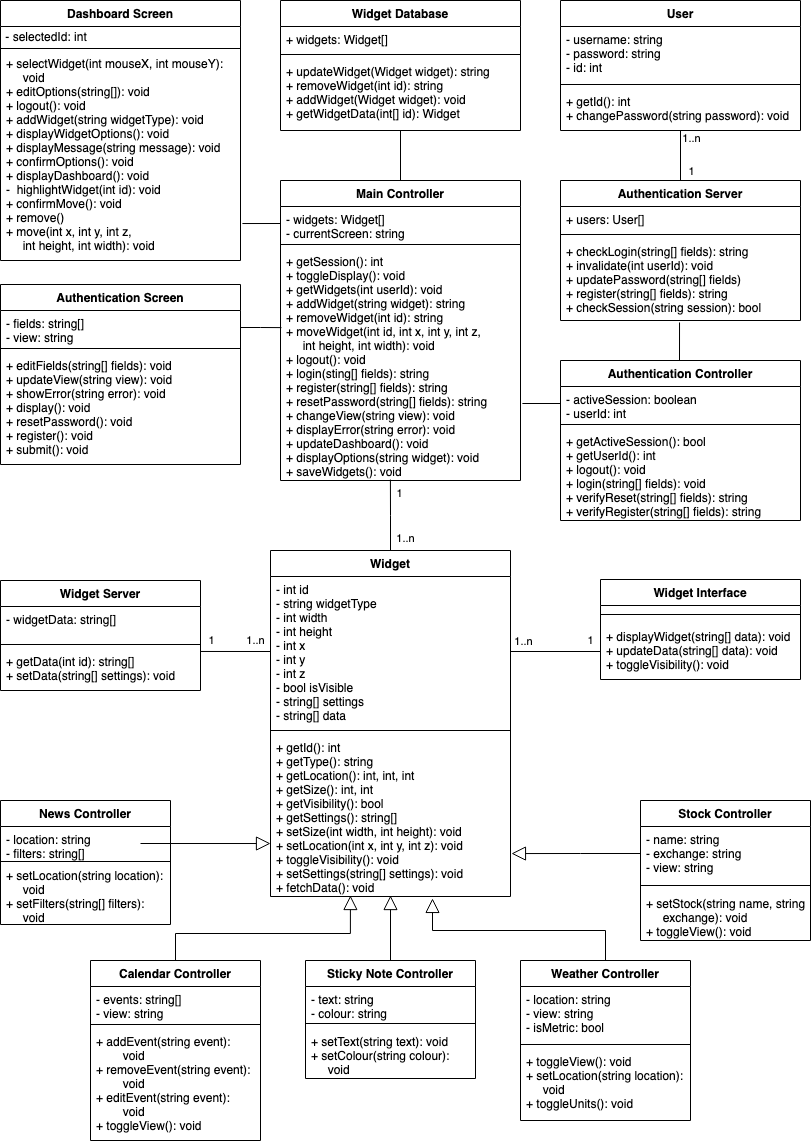 Dashboard Screen
- selectedId: int
+ selectWidget(int mouseX, int mouseY):
void
+ editOptions(string[]): void
+ logout(): void
+ addWidget(string widgetType): void
+ displayWidgetOptions(): void
+ displayMessage(string message): void
+ confirmOptions(): void
+ displayDashboard(): void
- highlightWidget(int id): void
+ confirmMove(): void
+ remove()
+ move(int x, int y, int z,
int height, int width): void
Widget Database
+ widgets: Widget[]
+ updateWidget(Widget widget): string
+ removeWidget(int id): string
+ addWidget(Widget widget): void
+ getWidgetData(int[] id): Widget
User
- username: string
- password: string
- id: int
+ getId(): int
+ changePassword(string password): void
1..n
1
Main Controller
- widgets: Widget[]
- currentScreen: string
+ getSession(): int
+ toggleDisplay(): void
+ getWidgets(int userId): void
+ addWidget(string widget): string
+ removeWidget(int id): string
+ moveWidget(int id, int x, int y, int z,
int height, int width): void
+ logout(): void
+ login(sting[] fields): string
+ register(string[] fields): string
+ resetPassword(string[] fields): string
+ changeView(string view): void
+ displayError(string error): void
+ updateDashboard(): void
+ displayOptions(string widget): void
+ saveWidgets(): void
Authentication Server
+ users: User[]
+ checkLogin(string[] fields): string
+ invalidate(int userId): void
+ updatePassword(string[] fields)
+ register(string[] fields): string
+ checkSession(string session): bool
Authentication Screen
- fields: string[]
- view: string
+ editFields(string[] fields): void
+ updateView(string view): void
+ showError(string error): void
+ display(): void
+ resetPassword(): void
+ register(): void
+ submit(): void
Authentication Controller
- activeSession: boolean
- userId: int
+ getActiveSession(): bool
+ getUserId(): int
+ logout(): void
+ login(string[] fields): void
+ verifyReset(string[] fields): string
+ verifyRegister(string[] fields): string
1
1..n
Widget
- int id
- string widgetType
- int width
- int height
- int x
- int y
- int z
- bool isVisible
- string[] settings
- string[] data
+ getId(): int
+ getType(): string
+ getLocation(): int, int, int
+ getSize(): int, int
+ getVisibility(): bool
+ getSettings(): string[]
+ setSize(int width, int height): void
+ setLocation(int x, int y, int z): void
+ toggleVisibility(): void
+ setSettings(string[] settings): void
+ fetchData(): void
Widget Server
- widgetData: string[]
+ getData(int id): string[]
+ setData(string[] settings): void
1
1..n
Widget Interface
+ displayWidget(string[] data): void
+ updateData(string[] data): void
+ toggleVisibility(): void
1..n
1
News Controller
- location: string
- filters: string[]
+ setLocation(string location):
void
+ setFilters(string[] filters):
void
Stock Controller
- name: string
- exchange: string
- view: string
+ setStock(string name, string
exchange): void
+ toggleView(): void
Calendar Controller
- events: string[]
- view: string
+ addEvent(string event):
void
+ removeEvent(string event):
void
+ editEvent(string event):
void
+ toggleView(): void
Sticky Note Controller
- text: string
- colour: string
+ setText(string text): void
+ setColour(string colour):
void
Weather Controller
- location: string
- view: string
- isMetric: bool
+ toggleView(): void
+ setLocation(string location):
void
+ toggleUnits(): void